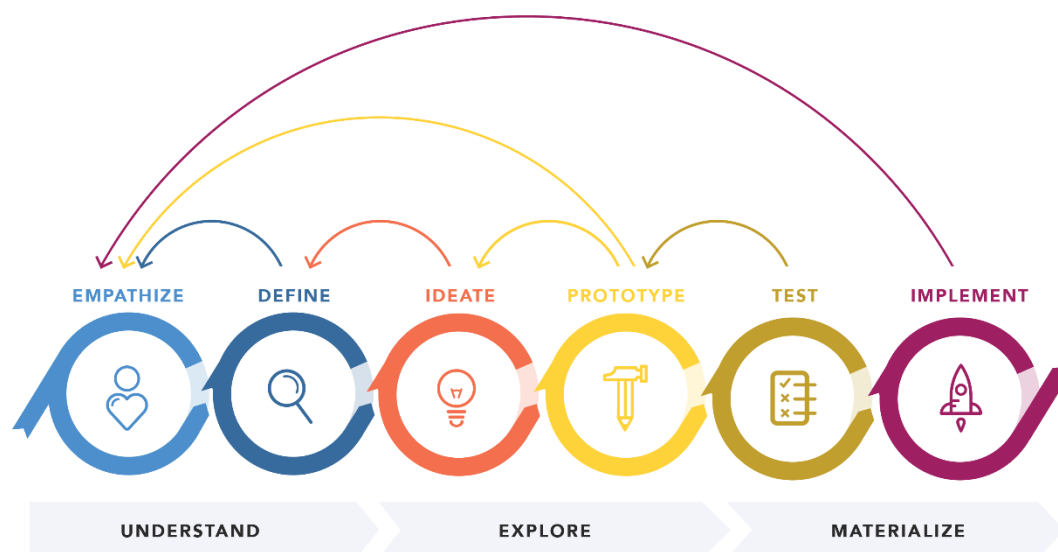 EMPATHIZE
DEFINE
IDEATE
PROTOTYPE
TEST
IMPLEMENT
UNDERSTAND
EXPLORE
MATERIALIZE